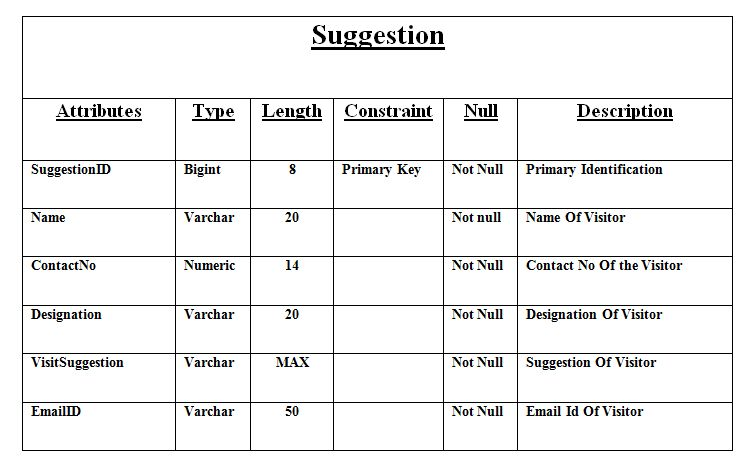 Suggestion
Attributes Type Length Constraint Null Description
SuggestionID Bigint 8 Primary Key Not Null Primary Identification
Name Varchar 20 Not null Name Of Visitor
ContactNo Numeric 14 Not Null Contact No Of the Visitor
Designation Varchar 20 Not Null Designation Of Visitor
VisitSuggestion Varchar MAX Not Null Suggestion Of Visitor
EmailID Varchar 50 Not Null Email Id Of Visitor